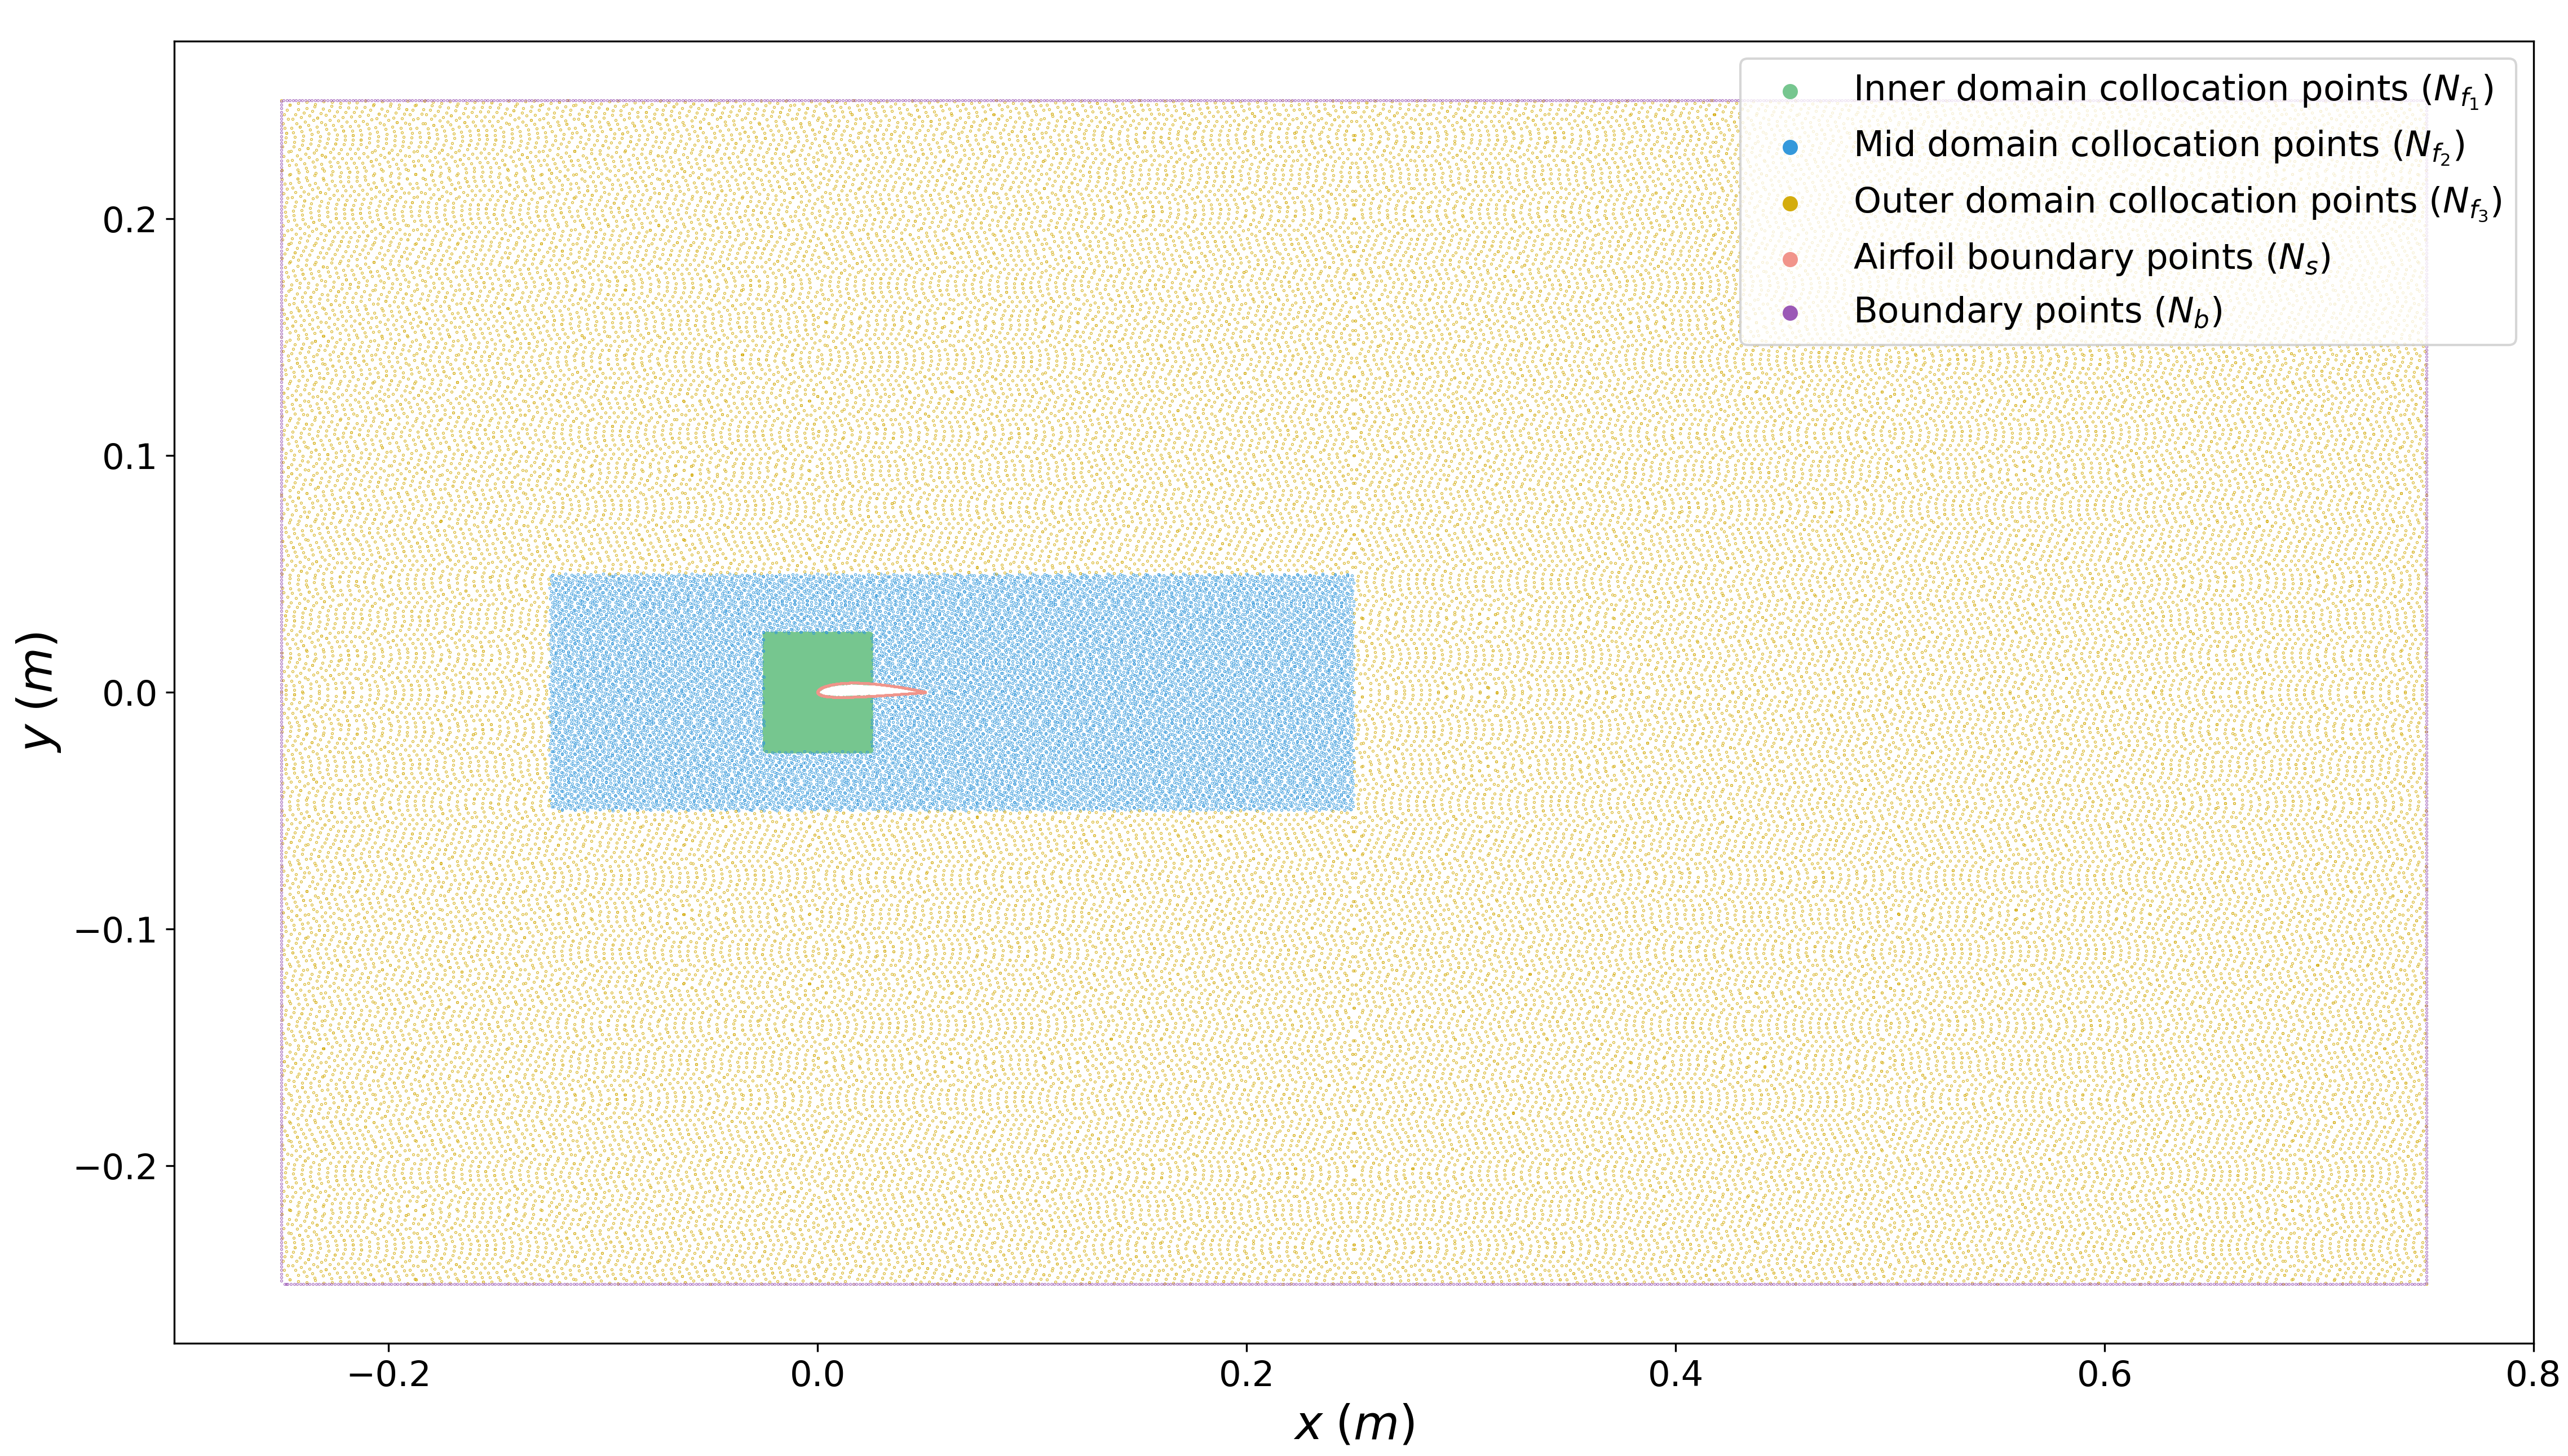 Inner domain collocation points (N_{f_1})
Mid domain collocation points (N_{f_2})
Outer domain collocation points (N_{f_3})
Airfoil boundary points (N_s)
Boundary points (N_b)
0.2
0.1
0.0
−0.1
−0.2
y (m)
−0.2 0.0 0.2 0.4 0.6 0.8
x (m)